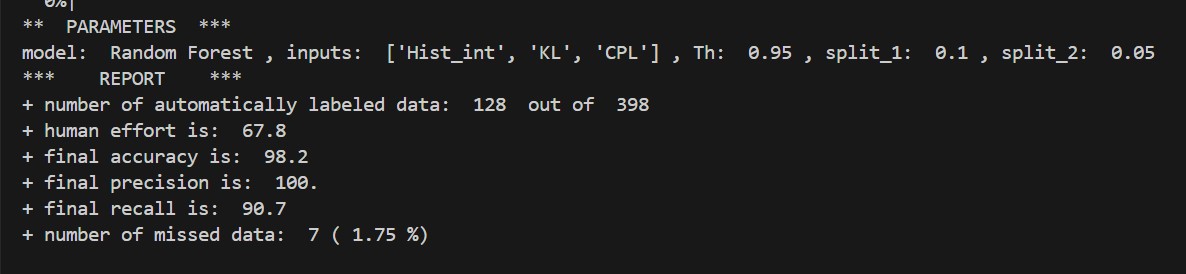 0%|
**  PARAMETERS  ***
model:  Random Forest , inputs:  ['Hist_int', 'KL', 'CPL'] , Th:  0.95 , split_1:  0.1 , split_2:  0.05
***    REPORT    ***
+ number of automatically labeled data:  128  out of  398
+ human effort is:  67.8
+ final accuracy is:  98.2
+ final precision is:  100.
+ final recall is:  90.7
+ number of missed data:  7 ( 1.75 %)